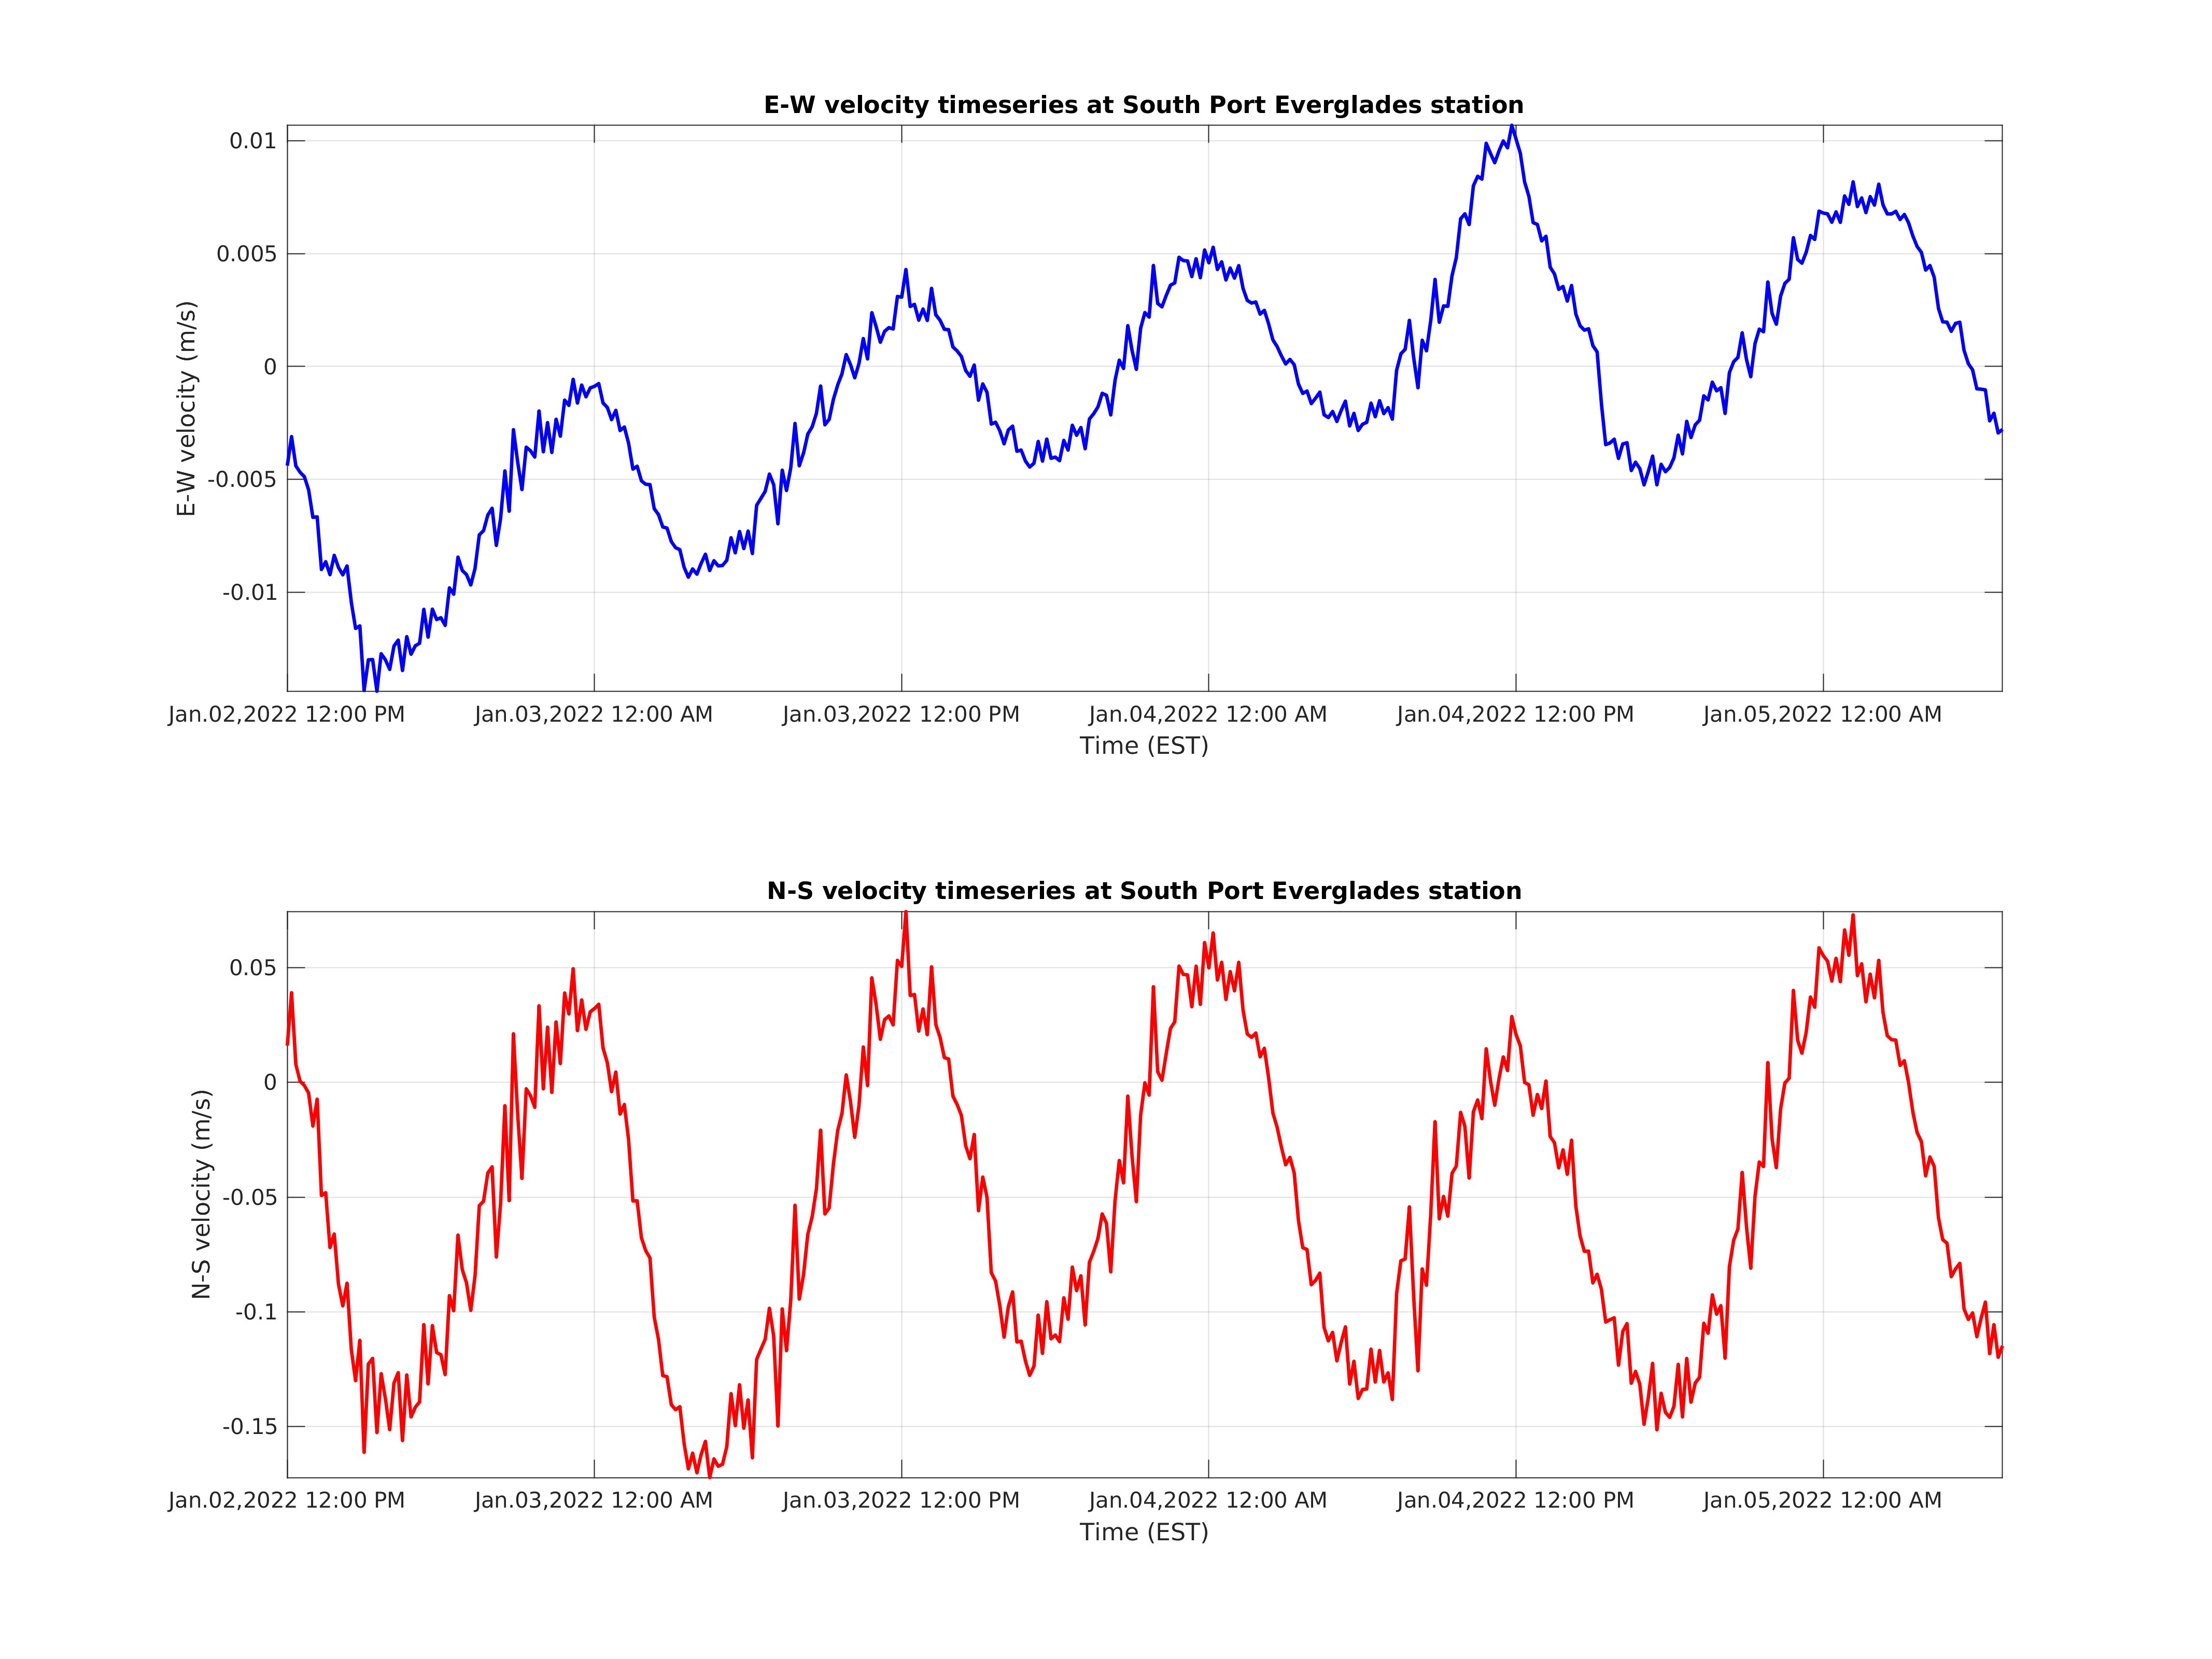 E-W velocity timeseries at South Port Everglades station
0.01
0.005
0
-0.005
-0.01
E-W velocity (m/s)
Jan.02,2022 12:00 PM Jan.03,2022 12:00 AM Jan.03,2022 12:00 PM Jan.04,2022 12:00 AM Jan.04,2022 12:00 PM Jan.05,2022 12:00 AM
Time (EST)
N-S velocity timeseries at South Port Everglades station
0.05
0
-0.05
-0.1
-0.15
N-S velocity (m/s)
Jan.02,2022 12:00 PM Jan.03,2022 12:00 AM Jan.03,2022 12:00 PM Jan.04,2022 12:00 AM Jan.04,2022 12:00 PM Jan.05,2022 12:00 AM
Time (EST)